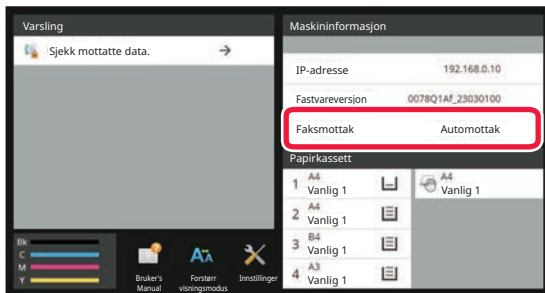 Varsling
Sjekk mottatte data.
Maskininformasjon
IP-adresse 192.168.0.10
Fastvareversjon 0078Q1Af_23030100
Faksmottak Automottak
Papirkassett
1 A4
Vanlig 1
A4
Vanlig 1
2 A4
Vanlig 1
3 B4
Vanlig 1
4 A3
Vanlig 1
Bk
C
M
Y
Bruker's
Manual
AÄA
Forstørr
visningsmodus
Innstillinger